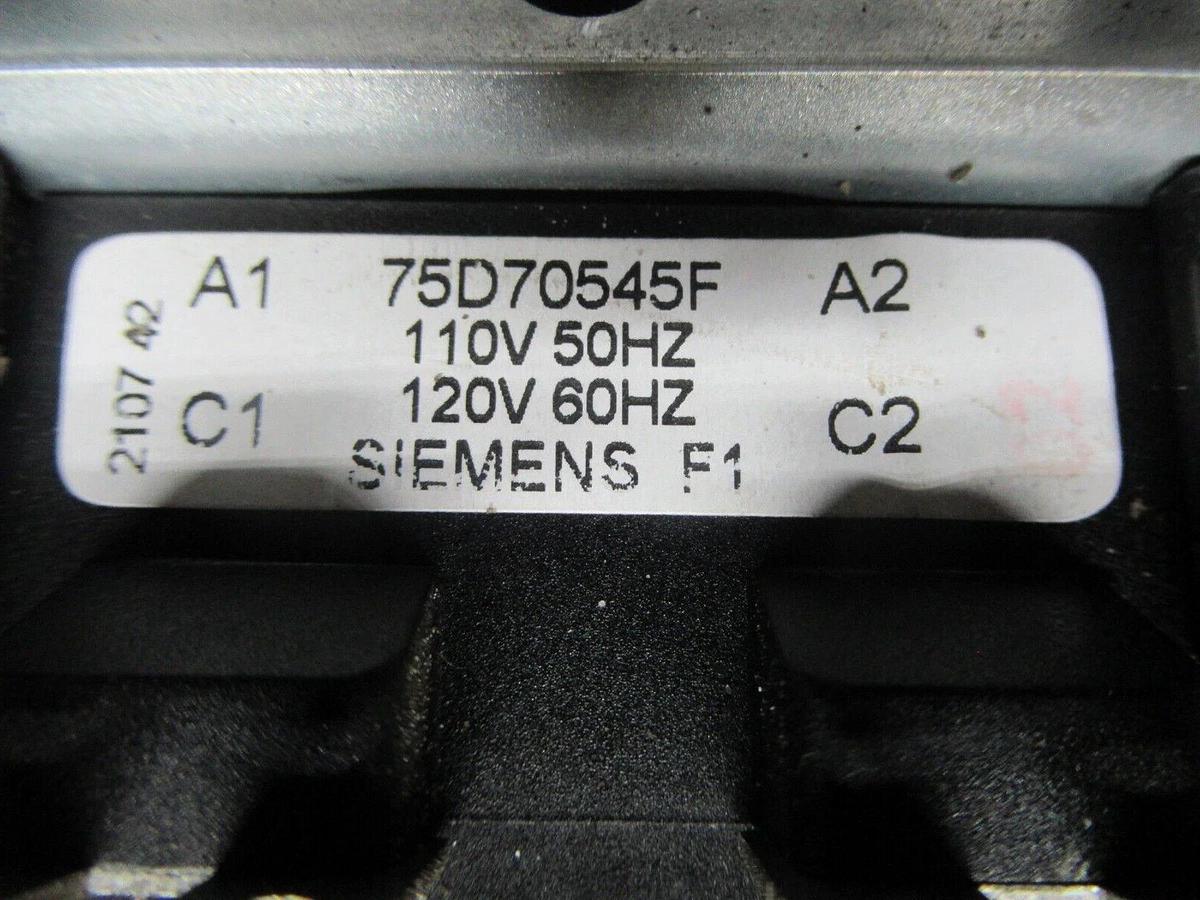 A1 75D70545F A2
110V 50HZ
C1 120V 60HZ C2
SIEMENS F1
2107 42